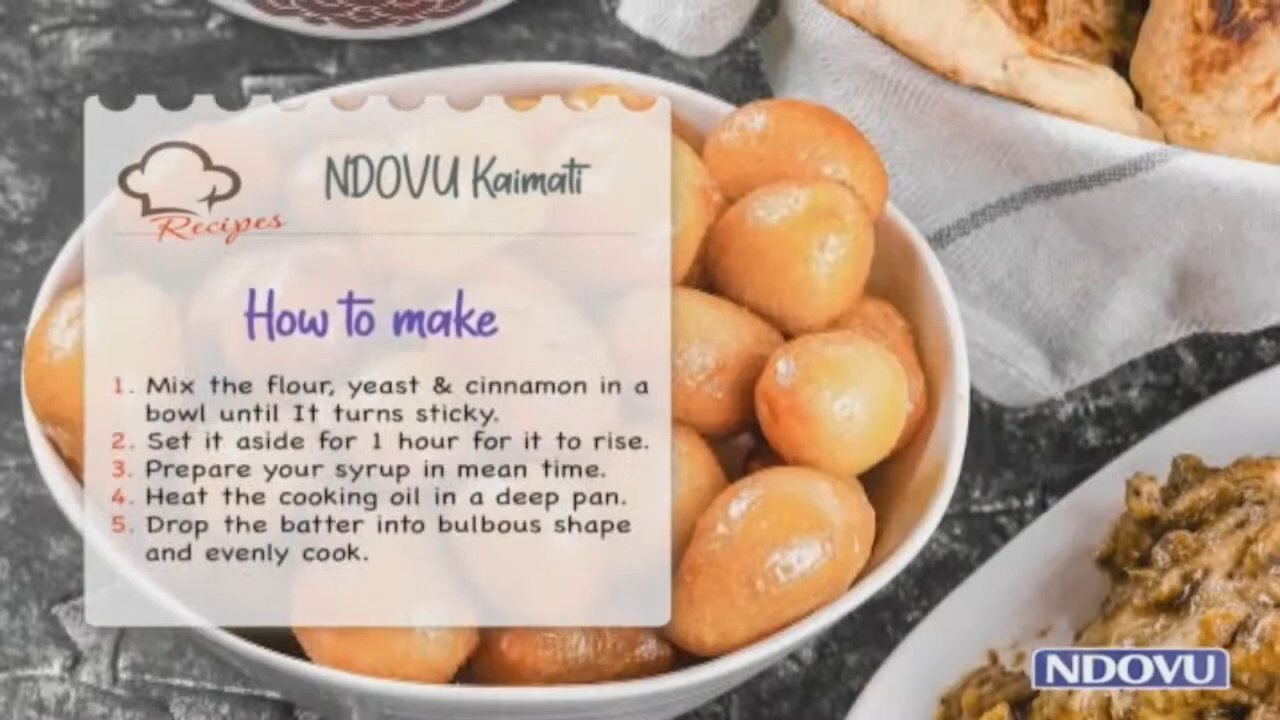 NDOVU Kaimati
Recipes
How to make
1. Mix the flour, yeast & cinnamon in a
bowl until It turns sticky.
2. Set it aside for 1 hour for it to rise.
3. Prepare your syrup in mean time.
4. Heat the cooking oil in a deep pan.
5. Drop the batter into bulbous shape
and evenly cook.
NDOVU